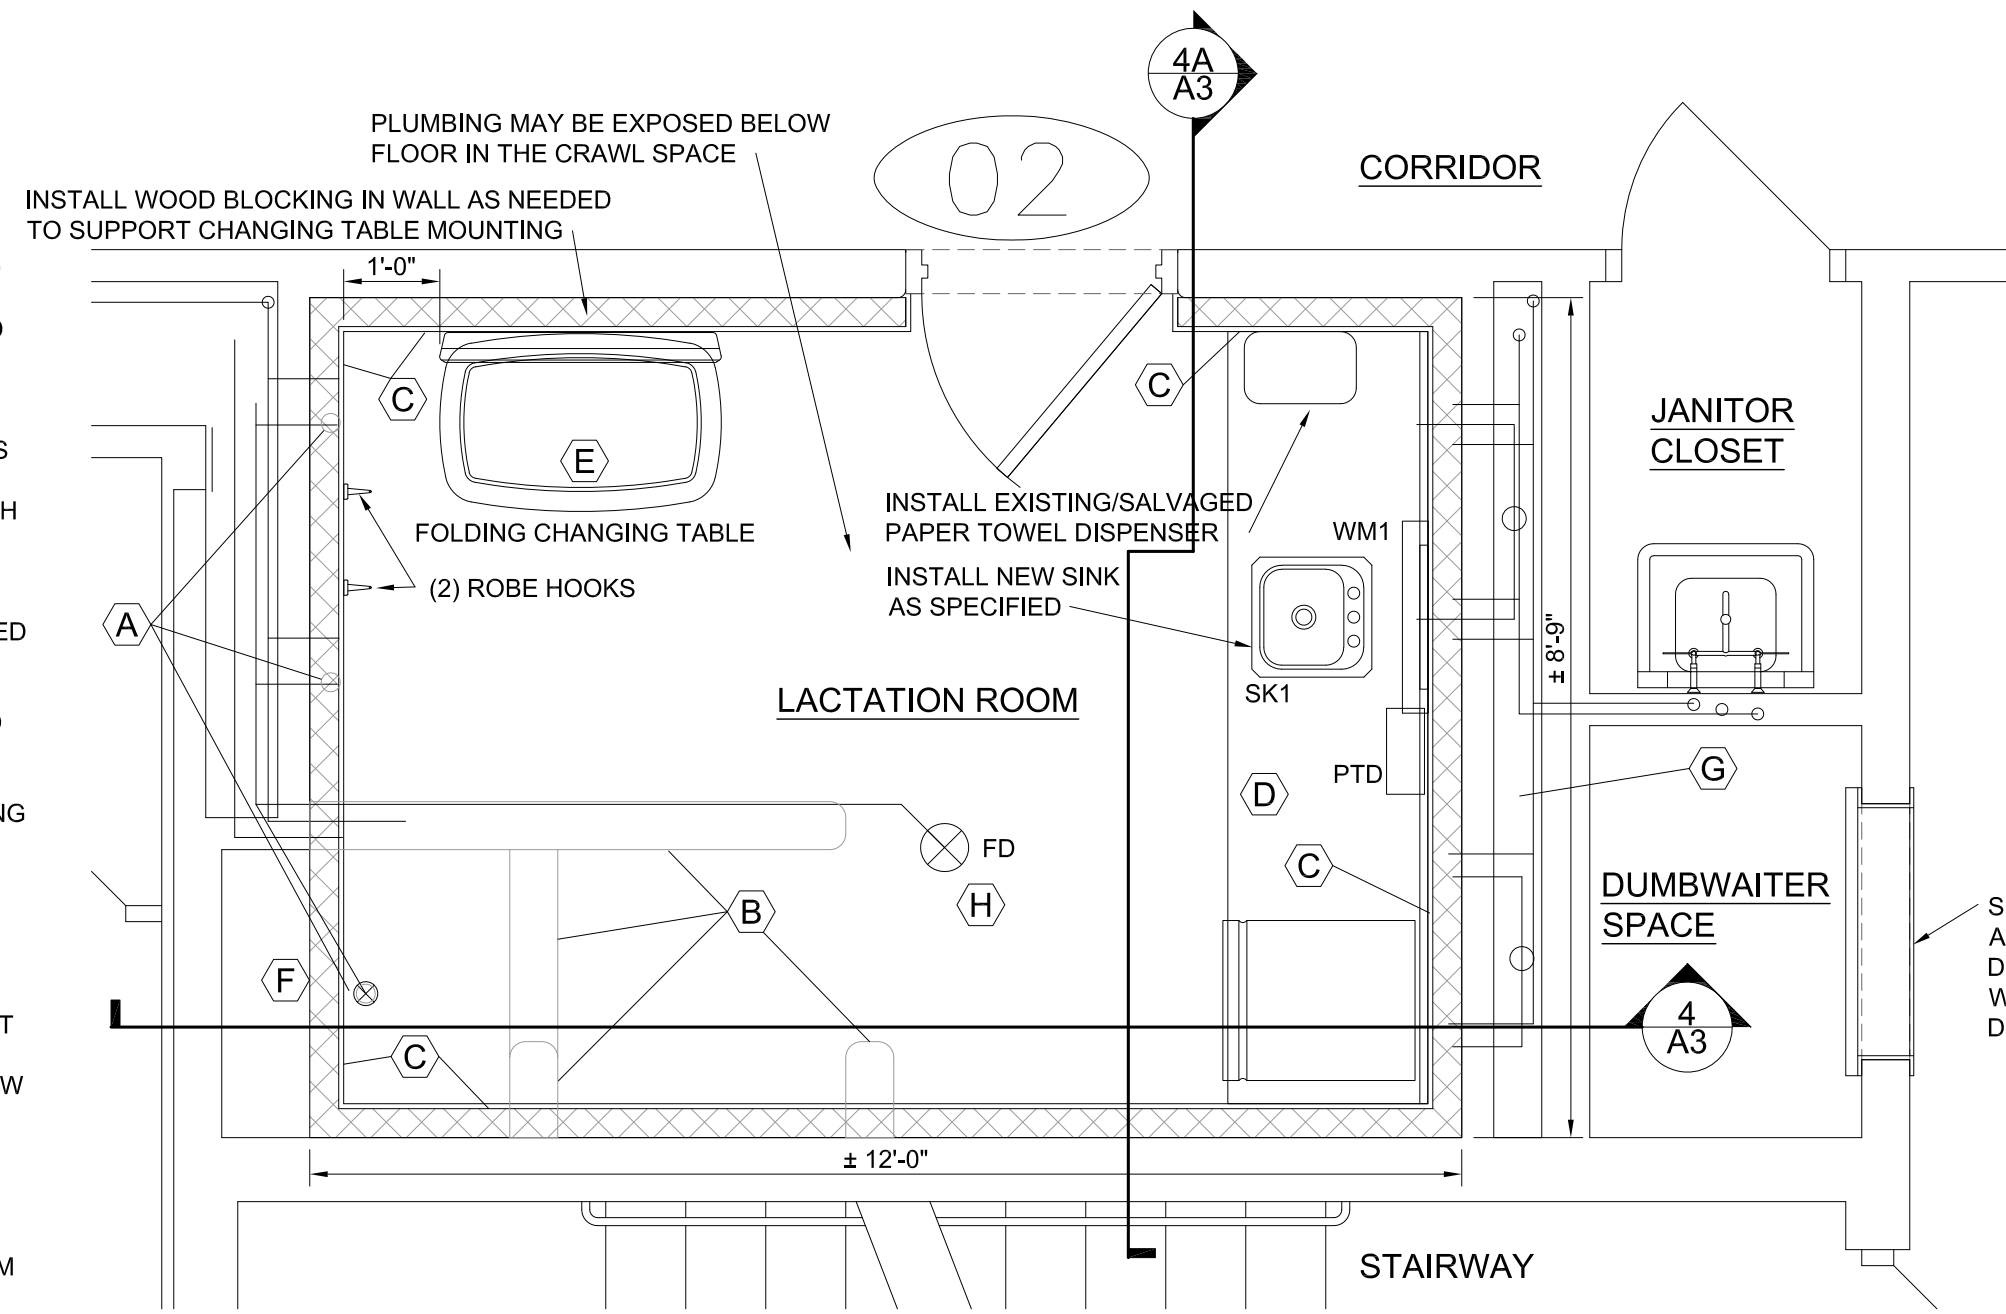 4A
A3
PLUMBING MAY BE EXPOSED BELOW
FLOOR IN THE CRAWL SPACE
02
CORRIDOR
INSTALL WOOD BLOCKING IN WALL AS NEEDED
TO SUPPORT CHANGING TABLE MOUNTING
1'-0"
C
C
E
JANITOR
CLOSET
S
H
INSTALL EXISTING/SALVAGED
PAPER TOWEL DISPENSER
FOLDING CHANGING TABLE
WM1
(2) ROBE HOOKS
INSTALL NEW SINK
AS SPECIFIED
A
ED
± 8'-9"
SK1
LACTATION ROOM
PTD
G
D
NG
FD
C
H
B
DUMBWAITER
SPACE
F
S
A
D
W
D
4
A3
T
C
W
± 12'-0"
STAIRWAY
M